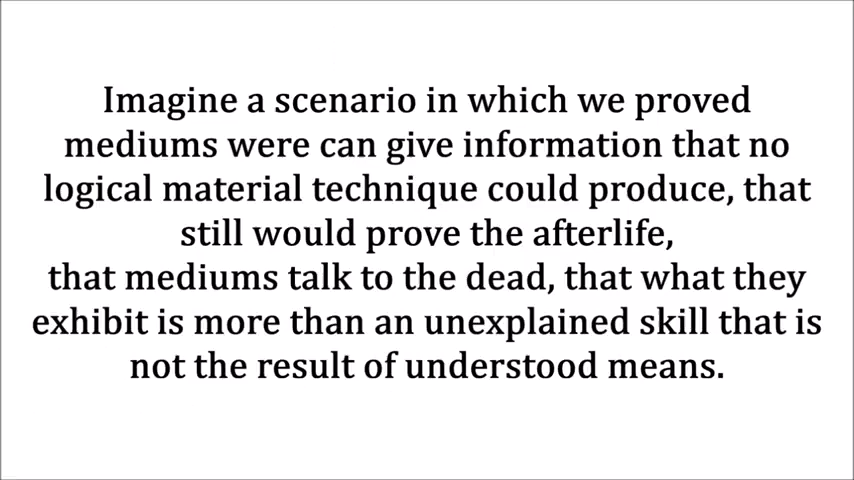 Imagine a scenario in which we proved
mediums were can give information that no
logical material technique could produce, that
still would prove the afterlife,
that mediums talk to the dead, that what they
exhibit is more than an unexplained skill that is
not the result of understood means.